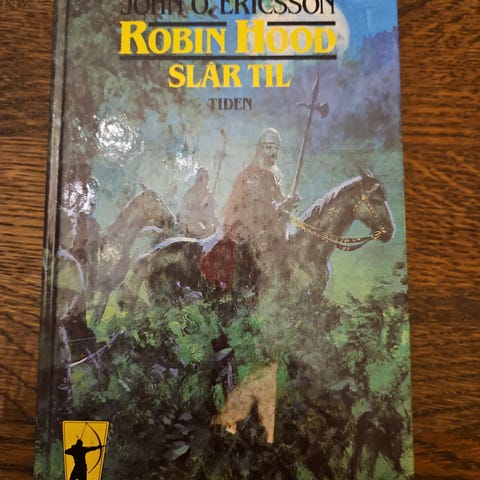 JOHN O. ERICSSON
ROBIN HOOD
SLÅR TIL
TIDEN